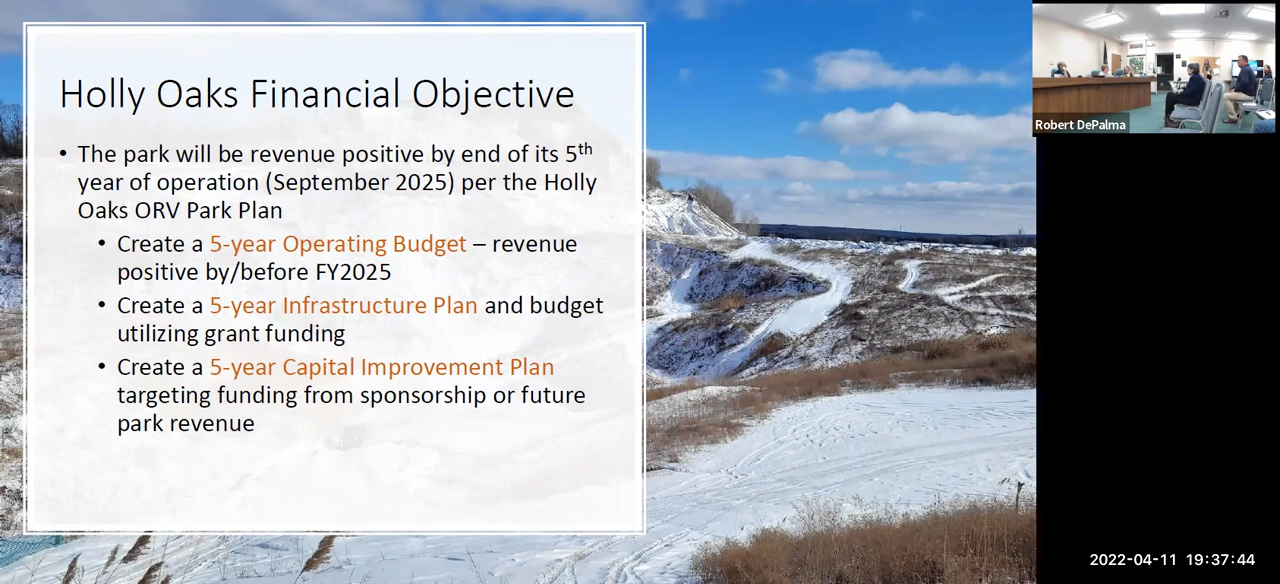 Holly Oaks Financial Objective
• The park will be revenue positive by end of its 5th
year of operation (September 2025) per the Holly
Oaks ORV Park Plan
• Create a 5-year Operating Budget – revenue
positive by/before FY2025
• Create a 5-year Infrastructure Plan and budget
utilizing grant funding
• Create a 5-year Capital Improvement Plan
targeting funding from sponsorship or future
park revenue
Robert DePalma
2022-04-11 19:37:44